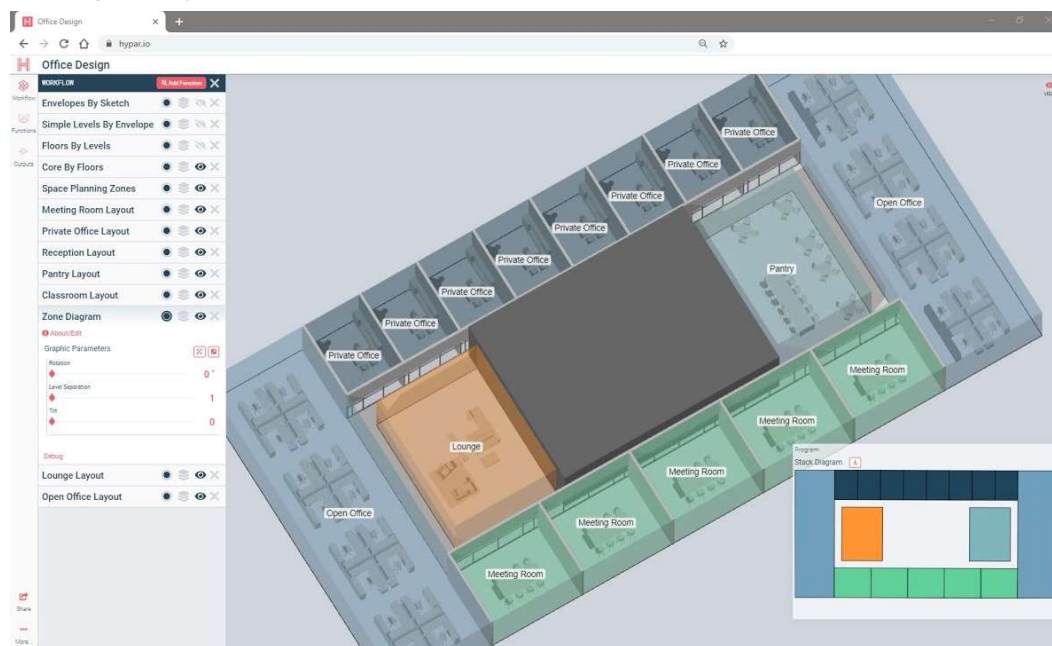 Office Design
hypar.io
Office Design
WORKFLOW
Add Function
Workflow
Functions
Outputs
Envelopes By Sketch
Simple Levels By Envelope
Floors By Levels
Core By Floors
Space Planning Zones
Meeting Room Layout
Private Office Layout
Reception Layout
Pantry Layout
Classroom Layout
Zone Diagram
About/Edit
Graphic Parameters
Rotation
0 °
Level Separation
1
Tilt
0
Debug
Lounge Layout
Open Office Layout
Share
More...
Private Office
Private Office
Private Office
Private Office
Private Office
Private Office
Private Office
Open Office
Pantry
Meeting Room
Meeting Room
Meeting Room
Meeting Room
Meeting Room
Lounge
Open Office
Program
Stack Diagram